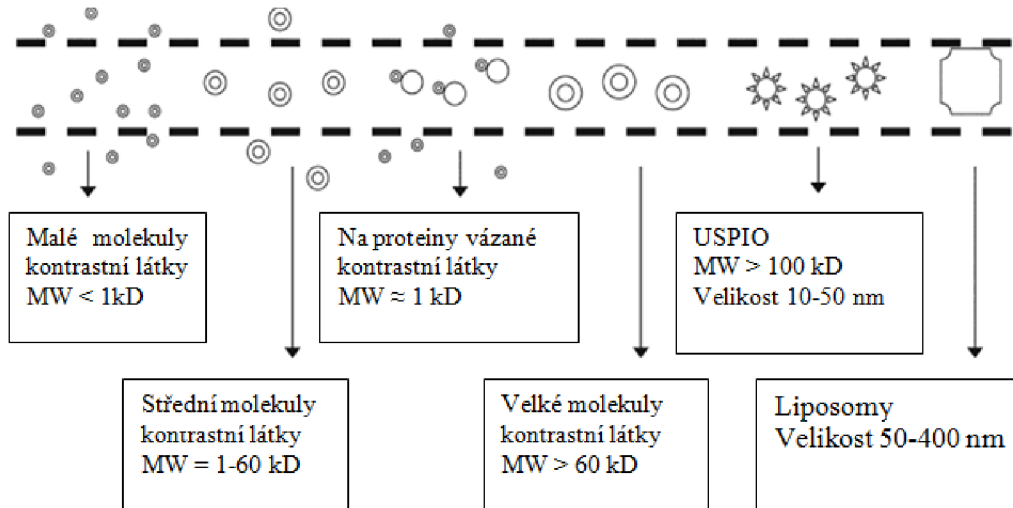 Malé molekuly
kontrastní látky
MW < 1kD
Na proteiny vázané
kontrastní látky
MW ≈ 1 kD
USPIO
MW > 100 kD
Velikost 10-50 nm
Střední molekuly
kontrastní látky
MW = 1-60 kD
Velké molekuly
kontrastní látky
MW > 60 kD
Liposomy
Velikost 50-400 nm